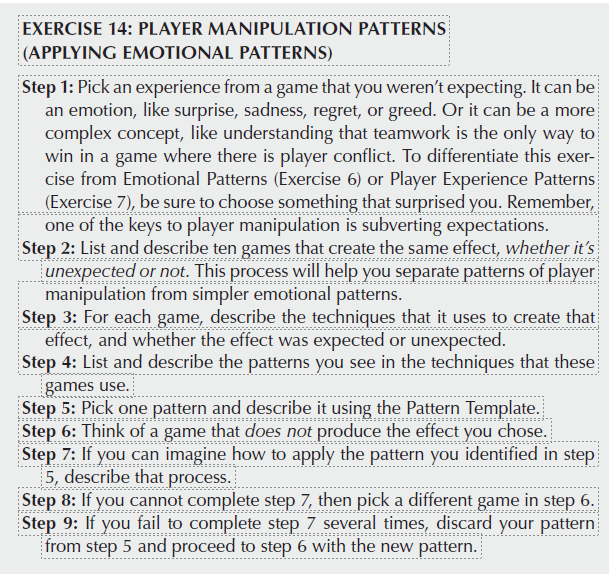 EXERCISE 14: PLAYER MANIPULATION PATTERNS
(APPLYING EMOTIONAL PATTERNS)
Step 1: Pick an experience from a game that you weren't expecting. It can be
an emotion, like surprise, sadness, regret, or greed. Or it can be a more
complex concept, like understanding that teamwork is the only way to
win in a game where there is player conflict. To differentiate this exer-
cise from Emotional Patterns (Exercise 6) or Player Experience Patterns
(Exercise 7), be sure to choose something that surprised you. Remember,
one of the keys to player manipulation is subverting expectations.
Step 2: List and describe ten games that create the same effect, whether it's
unexpected or not. This process will help you separate patterns of player
manipulation from simpler emotional patterns.
Step 3: For each game, describe the techniques that it uses to create that
effect, and whether the effect was expected or unexpected.
Step 4: List and describe the patterns you see in the techniques that these
games use.
Step 5: Pick one pattern and describe it using the Pattern Template.
Step 6: Think of a game that does not produce the effect you chose.
Step 7: If you can imagine how to apply the pattern you identified in step
5, describe that process.
Step 8: If you cannot complete step 7, then pick a different game in step 6.
Step 9: If you fail to complete step 7 several times, discard your pattern
from step 5 and proceed to step 6 with the new pattern.